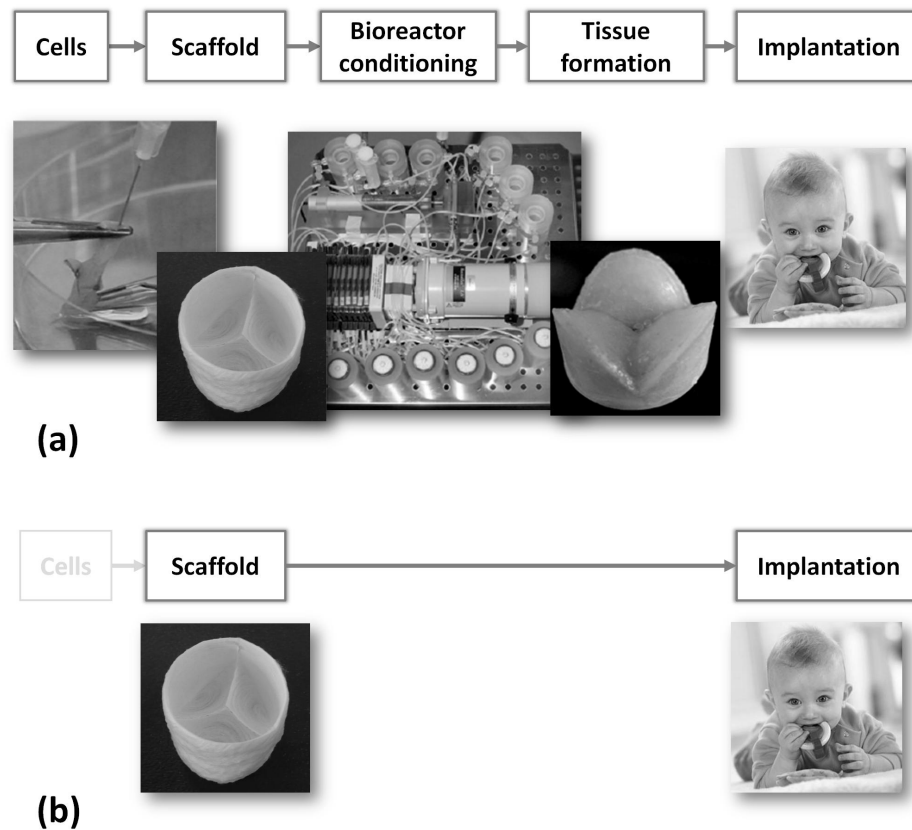 Cells
Scaffold
Bioreactor
conditioning
Tissue
formation
Implantation
(a)
Cells
Scaffold
Implantation
(b)